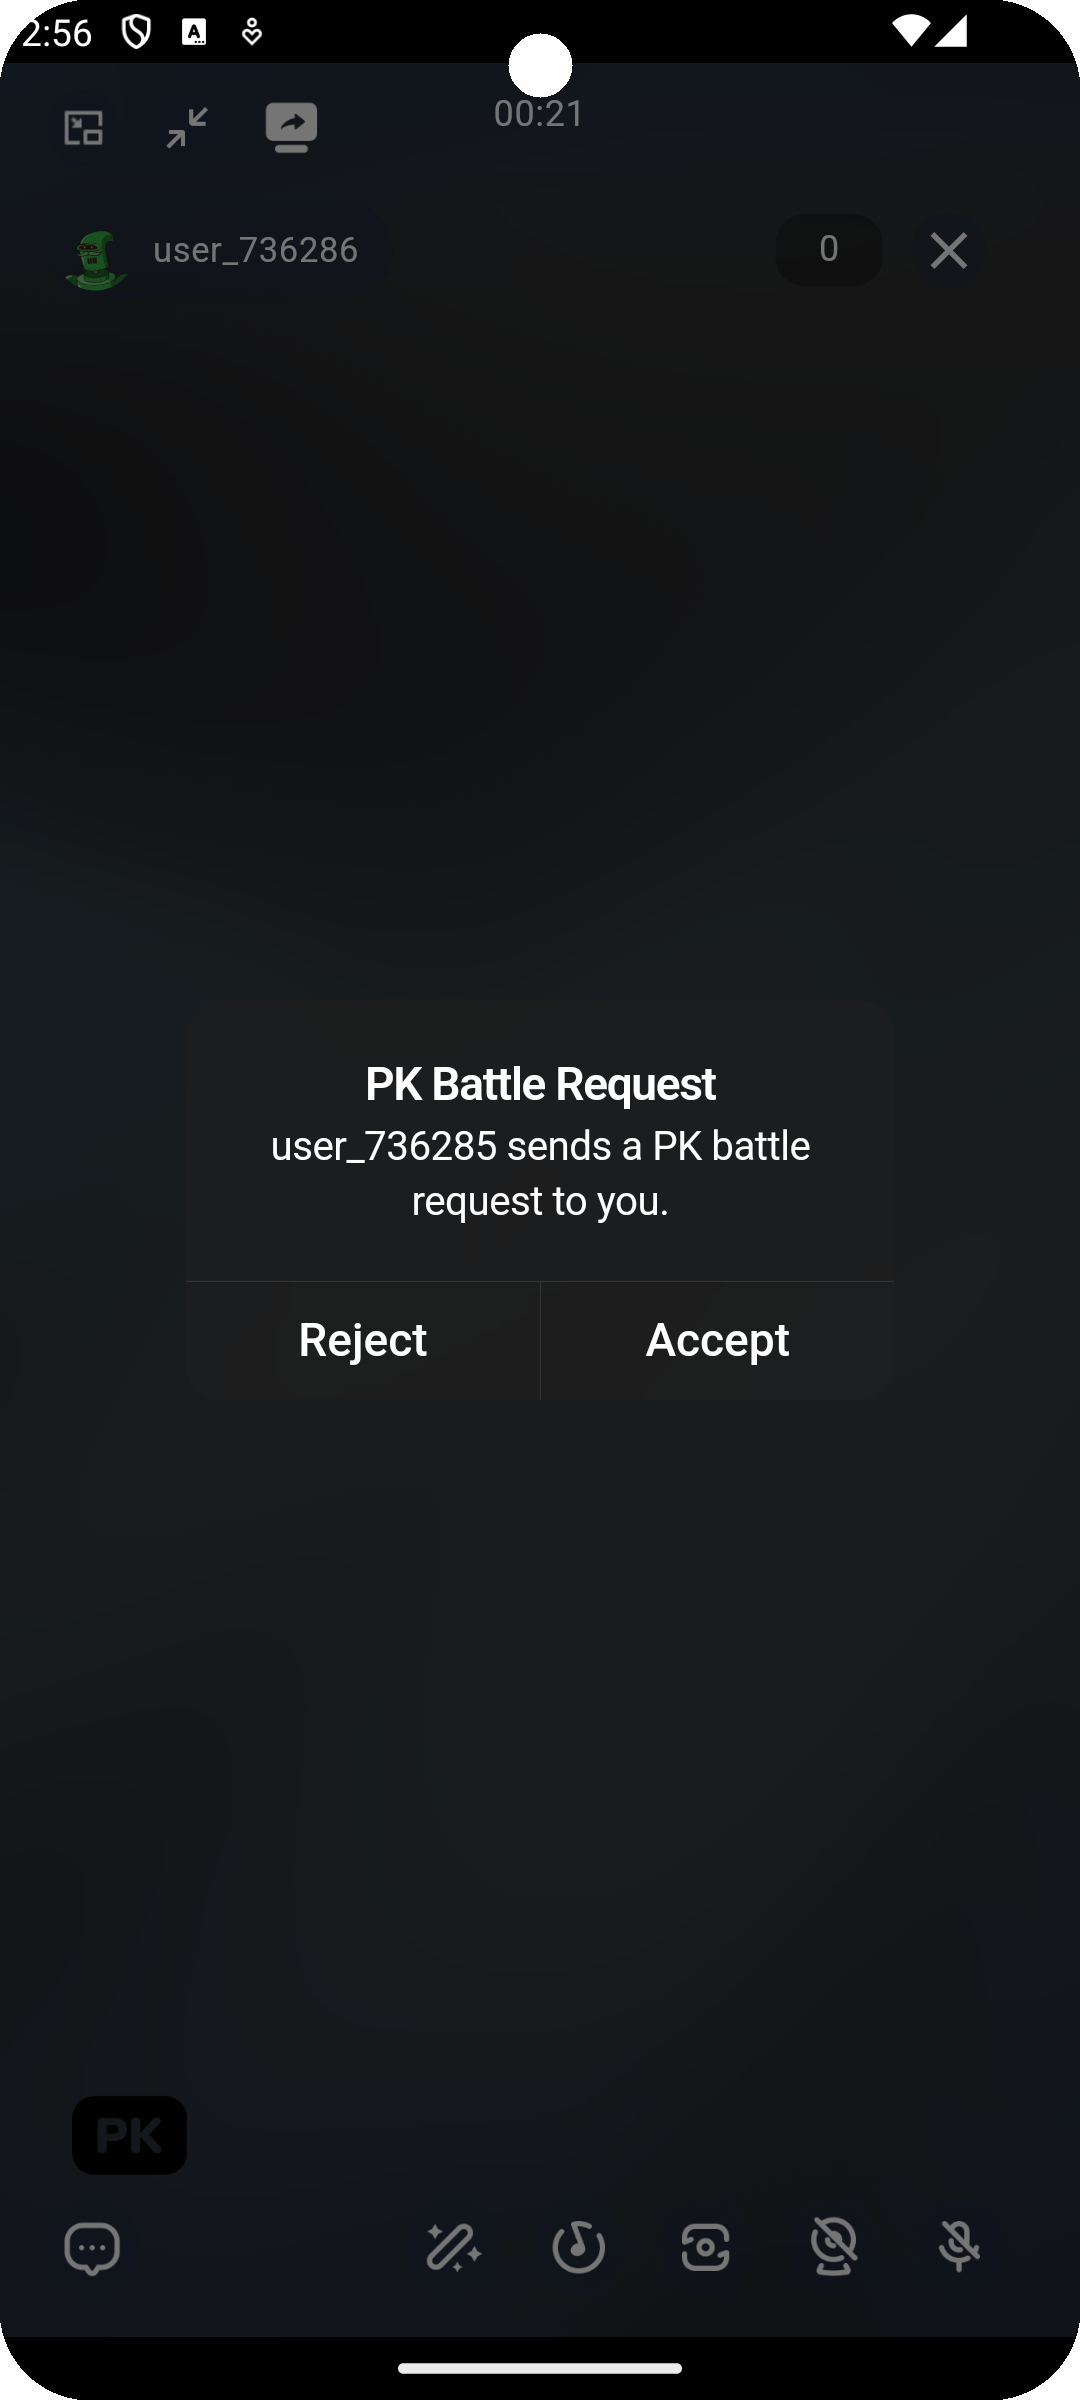 2:56
00:21
user_736286
0
PK Battle Request
user_736285 sends a PK battle
request to you.
Reject
Accept
PK